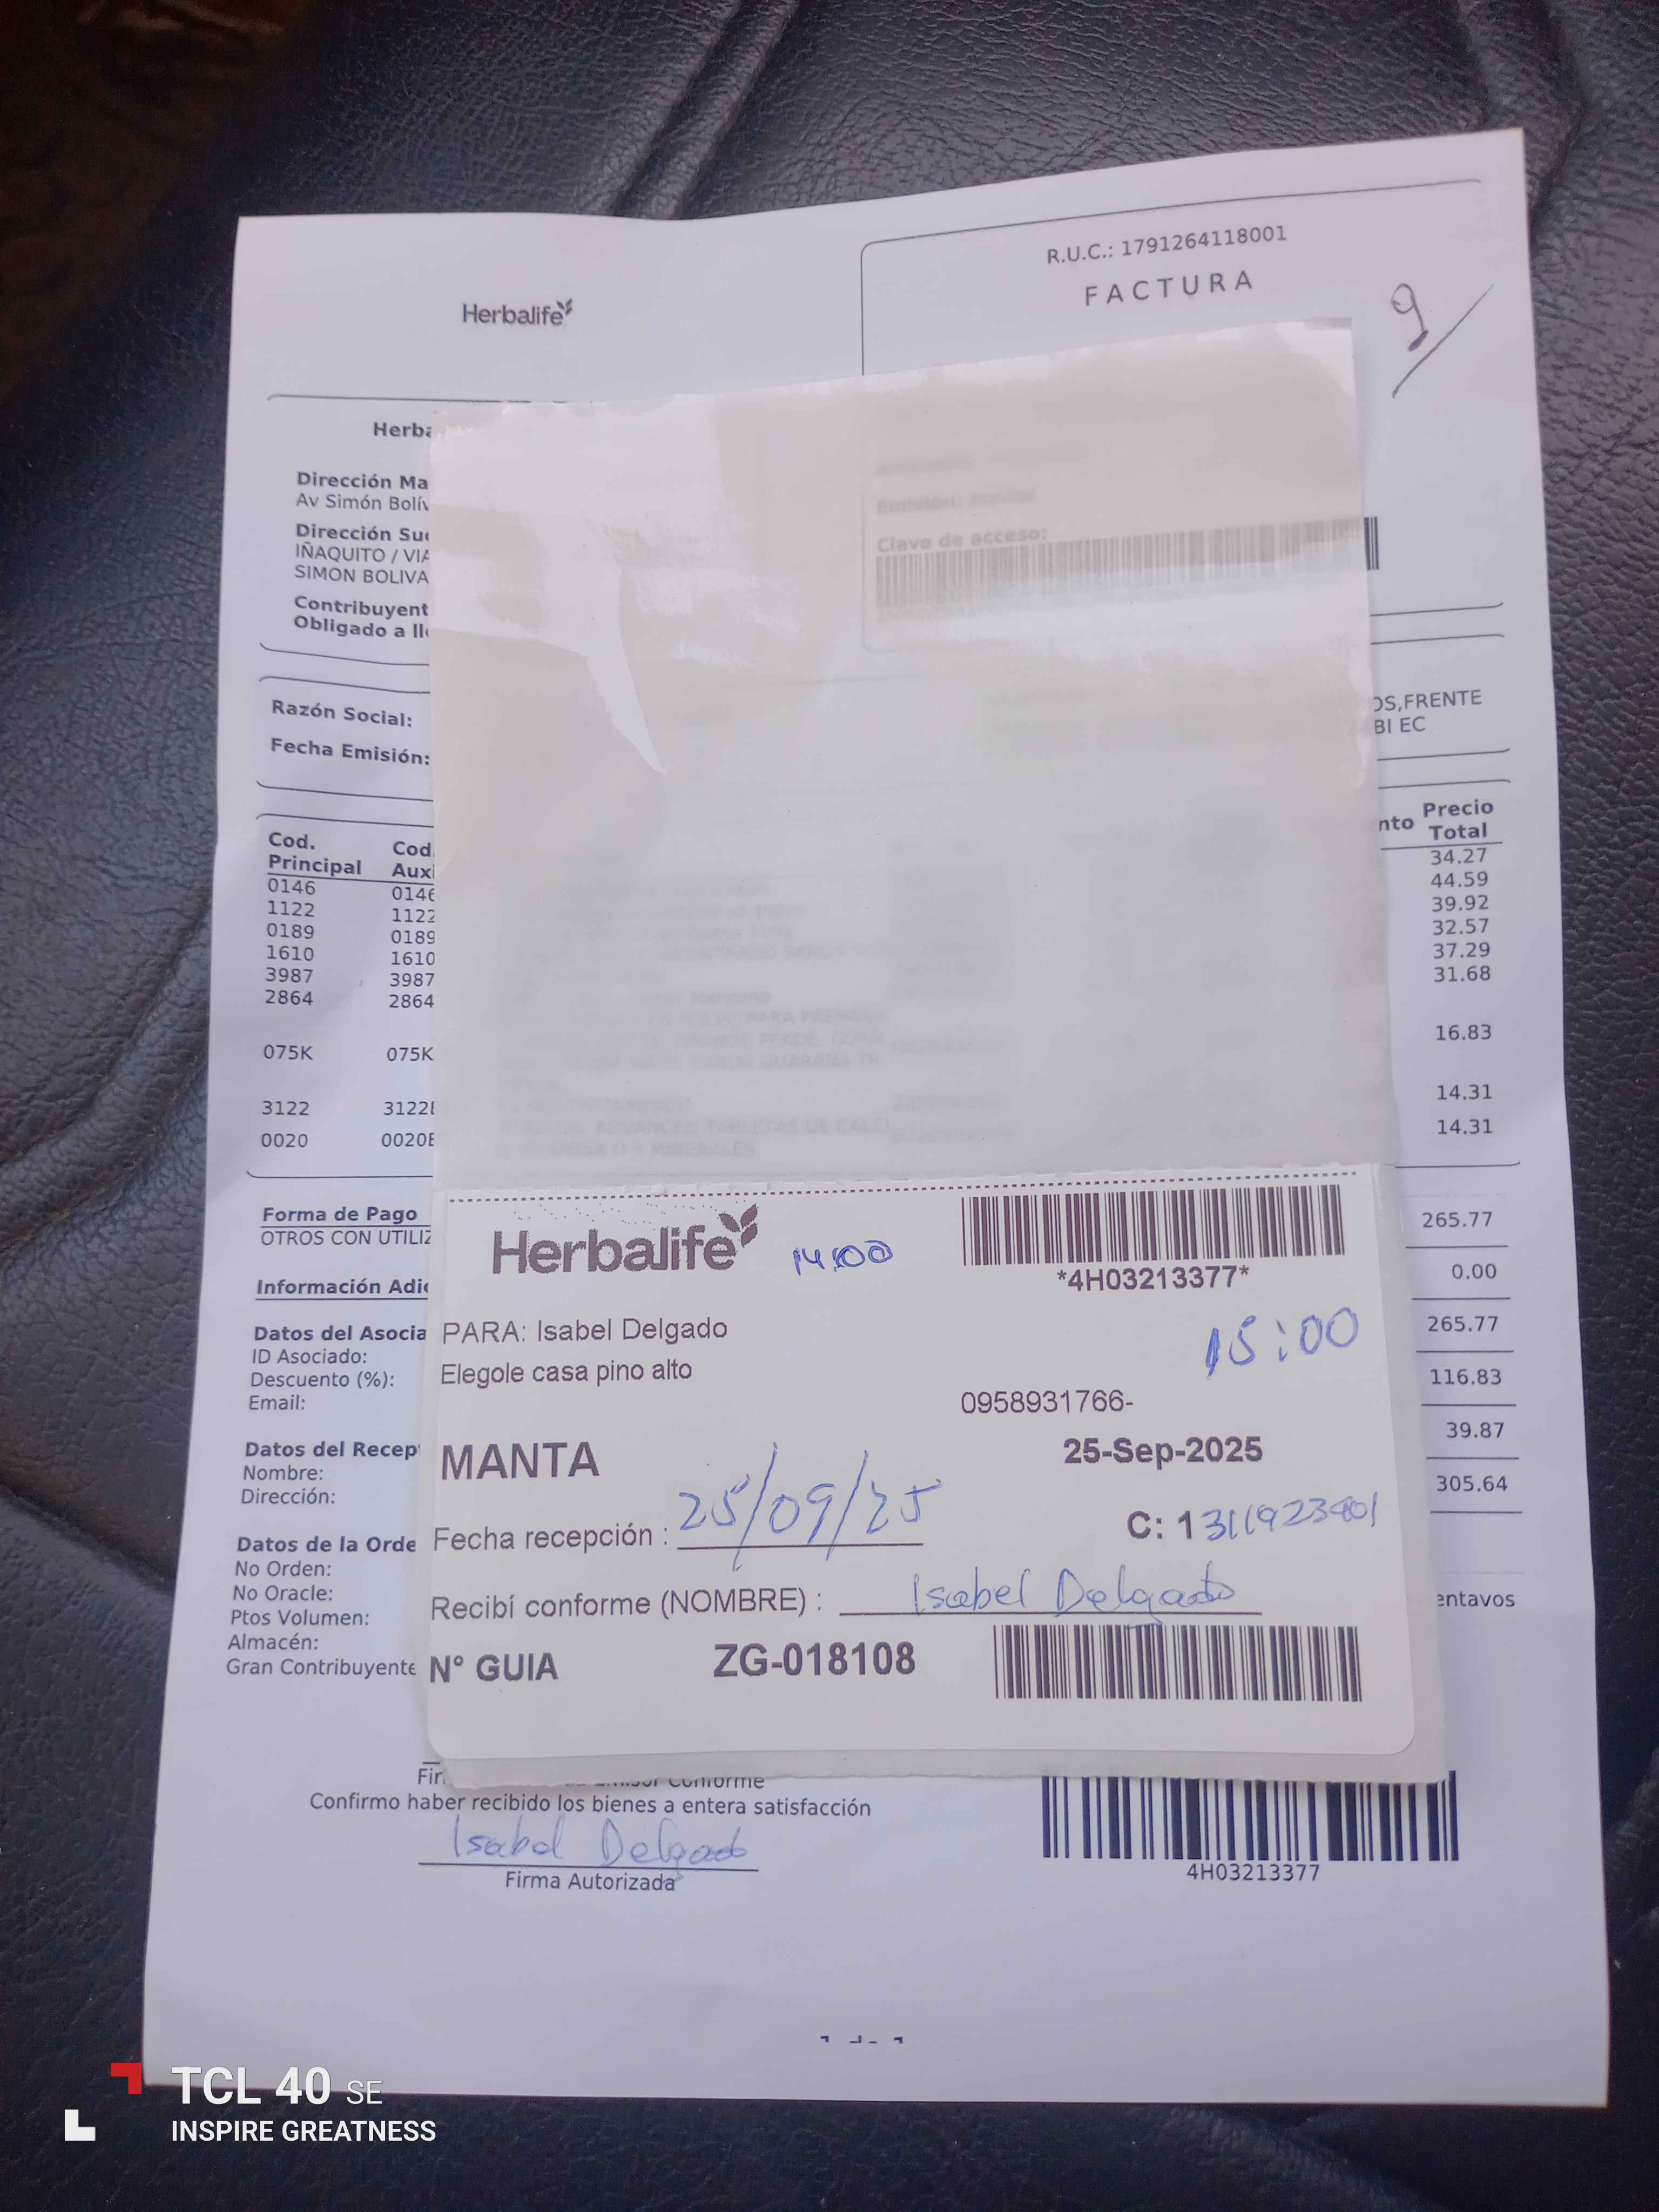 R.U.C.: 1791264118001
FACTURA
9
Herbalife
Herba
Dirección Ma
Av Simón Bolív
Emisión:
Dirección Su
Clave de acceso:
IÑAQUITO / VIA
SIMON BOLIVA
Contribuyent
Obligado a ll
Razón Social:
OS,FRENTE
BI EC
Fecha Emisión:
Cod. Principal Cod. Auxi nto Precio Total
0146 0146 34.27
1122 1122 44.59
0189 0189 39.92
1610 1610 32.57
3987 3987 37.29
2864 2864 31.68
075K 075K 16.83
3122 3122 14.31
0020 0020 14.31
TABLETAS DE CALCI
MINERALES
Forma de Pago 265.77
OTROS CON UTILIZ
0.00
Información Adic
265.77
Datos del Asocia
ID Asociado:
Descuento (%): 116.83
Email:
39.87
Datos del Recep
Nombre:
Dirección: 305.64
Datos de la Orde
No Orden:
No Oracle:
Ptos Volumen: entavos
Almacén:
Gran Contribuyente
Herbalife 14:00
*4H03213377*
PARA: Isabel Delgado
15:00
Elegole casa pino alto
0958931766-
MANTA 25-Sep-2025
Fecha recepción : 25/09/25
C: 1311923401
Recibí conforme (NOMBRE) : Isabel Delgado
N° GUIA ZG-018108
Fir
Conforme
Confirmo haber recibido los bienes a entera satisfacción
Isabel Delgado
Firma Autorizada
4H03213377
TCL 40 SE
INSPIRE GREATNESS